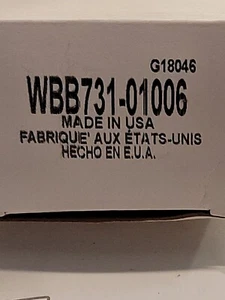 G18046
WBB731-01006
MADE IN USA
FABRIQUE' AUX ÉTATS-UNIS
HECHO EN E.U.A.